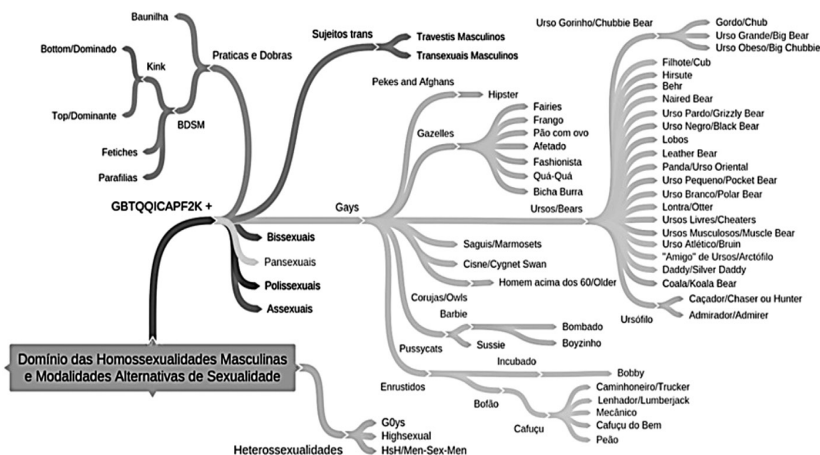 Baunilha
Bottom/Dominado
Kink
Praticas e Dobras
Top/Dominante
BDSM
Fetiches
Parafilias
GBTQQICAPF2K +
Sujeitos trans
Travestis Masculinos
Transexuais Masculinos
Pekes and Afghans
Hipster
Gazelles
Fairies
Frango
Pão com ovo
Afetado
Fashionista
Quá-Quá
Bicha Burra
Gays
Ursos/Bears
Urso Gorinho/Chubbie Bear
Gordo/Chub
Urso Grande/Big Bear
Urso Obeso/Big Chubbie
Filhote/Cub
Hirsute
Behr
Naired Bear
Urso Pardo/Grizzly Bear
Urso Negro/Black Bear
Lobos
Leather Bear
Panda/Urso Oriental
Urso Pequeno/Pocket Bear
Urso Branco/Polar Bear
Lontra/Otter
Ursos Livres/Cheaters
Ursos Musculosos/Muscle Bear
Urso Atlético/Bruin
"Amigo" de Ursos/Arctófilo
Daddy/Silver Daddy
Coala/Koala Bear
Ursófilo
Caçador/Chaser ou Hunter
Admirador/Admirer
Bissexuais
Pansexuais
Polissexuais
Assexuais
Saguis/Marmosets
Cisne/Cygnet Swan
Homem acima dos 60/Older
Corujas/Owls
Barbie
Bombado
Boyzinho
Pussycats
Sussie
Incubado
Bobby
Enrustidos
Bofão
Cafuçu
Caminhoneiro/Trucker
Lenhador/Lumberjack
Mecânico
Cafuçu do Bem
Peão
Domínio das Homossexualidades Masculinas
e Modalidades Alternativas de Sexualidade
Heterossexualidades
G0ys
Highsexual
HsH/Men-Sex-Men